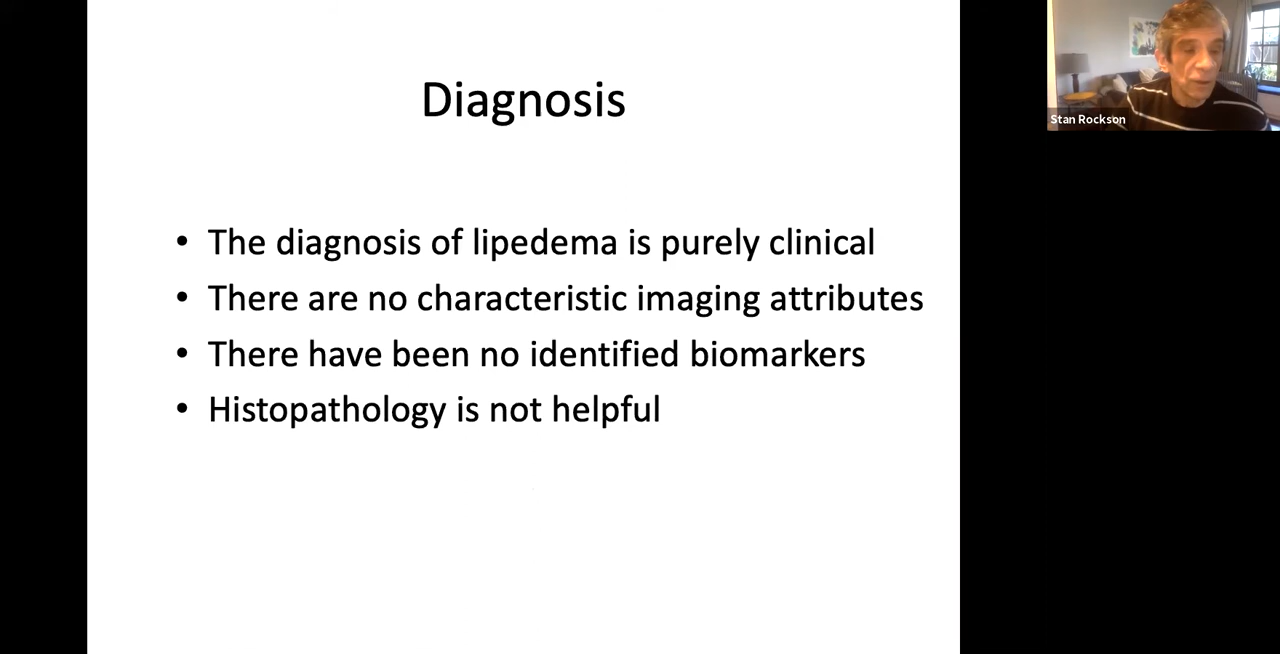 Diagnosis
• The diagnosis of lipedema is purely clinical
• There are no characteristic imaging attributes
• There have been no identified biomarkers
• Histopathology is not helpful
Stan Rockson